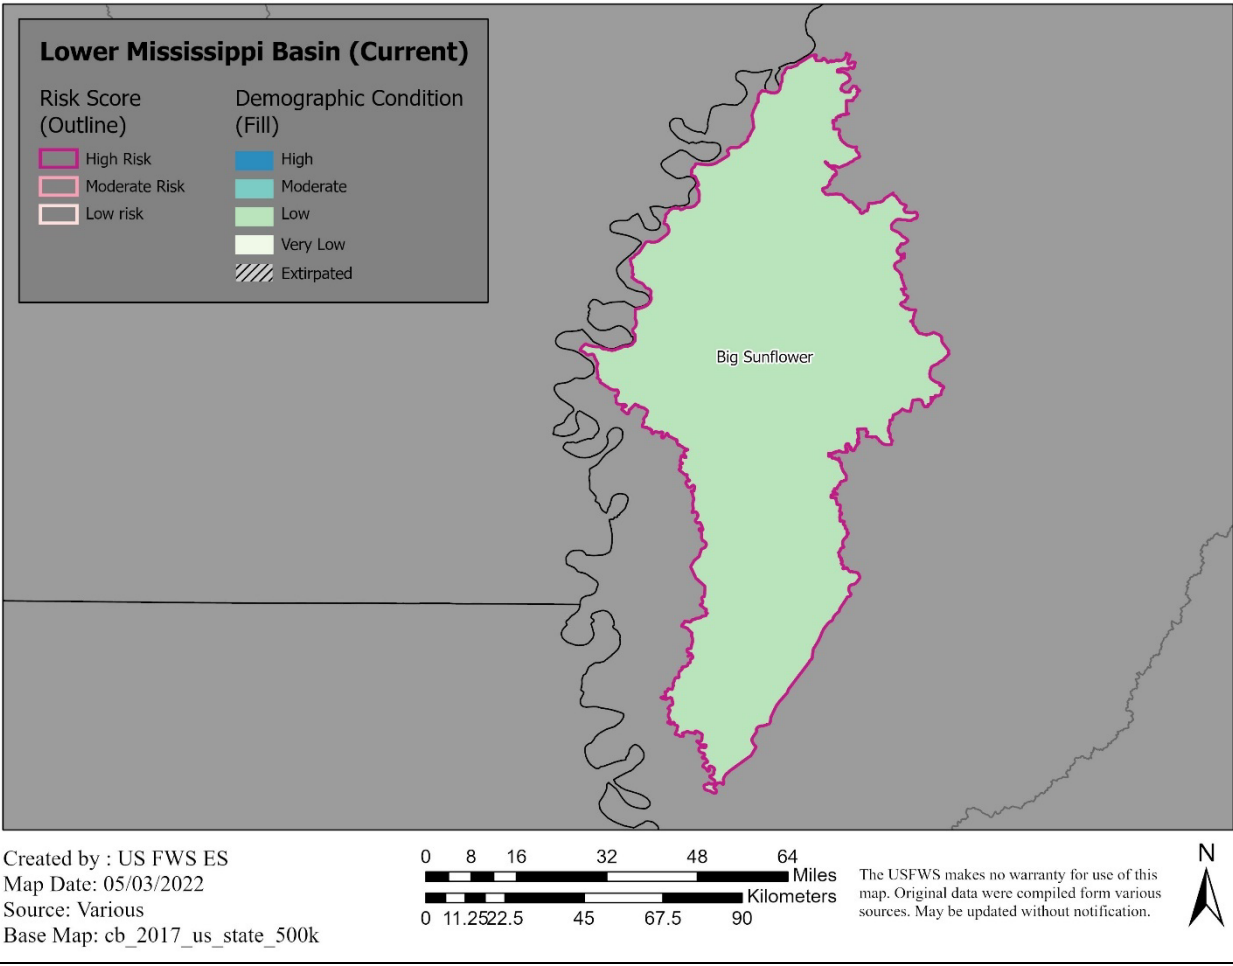 Lower Mississippi Basin (Current)
Risk Score
(Outline)
High Risk
Moderate Risk
Low risk
Demographic Condition
(Fill)
High
Moderate
Low
Very Low
Extirpated
Big Sunflower
Created by : US FWS ES
Map Date: 05/03/2022
Source: Various
Base Map: cb_2017_us_state_500k
0 8 16 32 48 64
Miles
Kilometers
0 11.2522.5 45 67.5 90
The USFWS makes no warranty for use of this
map. Original data were compiled form various
sources. May be updated without notification.
N